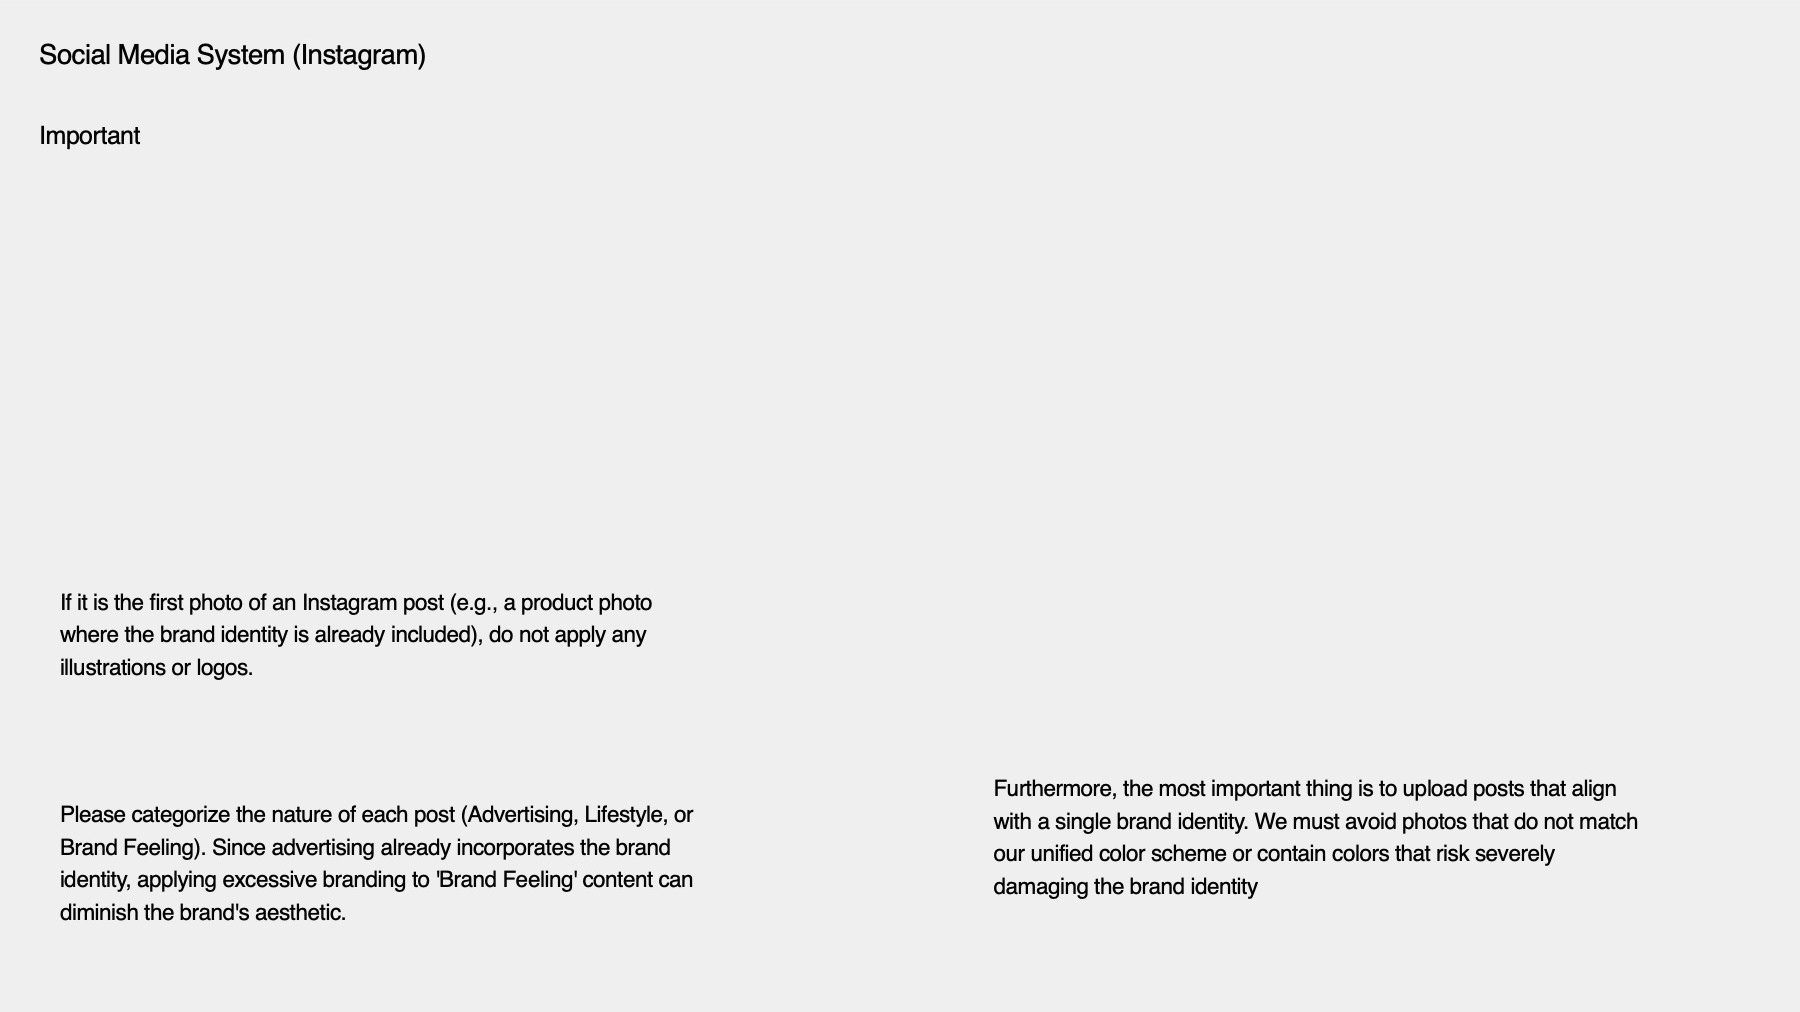 Social Media System (Instagram)
Important
If it is the first photo of an Instagram post (e.g., a product photo
where the brand identity is already included), do not apply any
illustrations or logos.
Please categorize the nature of each post (Advertising, Lifestyle, or
Brand Feeling). Since advertising already incorporates the brand
identity, applying excessive branding to 'Brand Feeling' content can
diminish the brand's aesthetic.
Furthermore, the most important thing is to upload posts that align
with a single brand identity. We must avoid photos that do not match
our unified color scheme or contain colors that risk severely
damaging the brand identity